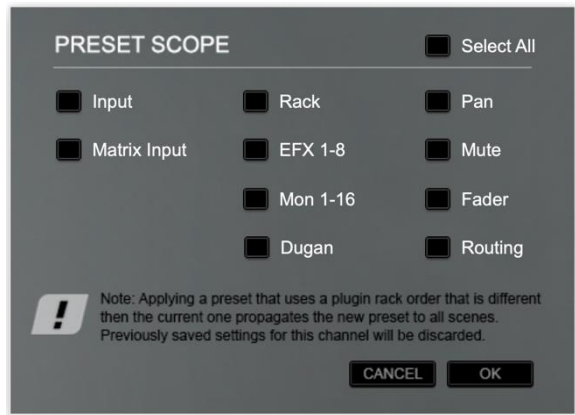 PRESET SCOPE
Select All
Input
Rack
Pan
Matrix Input
EFX 1-8
Mute
Mon 1-16
Fader
Dugan
Routing
Note: Applying a preset that uses a plugin rack order that is different
then the current one propagates the new preset to all scenes.
Previously saved settings for this channel will be discarded.
CANCEL
OK